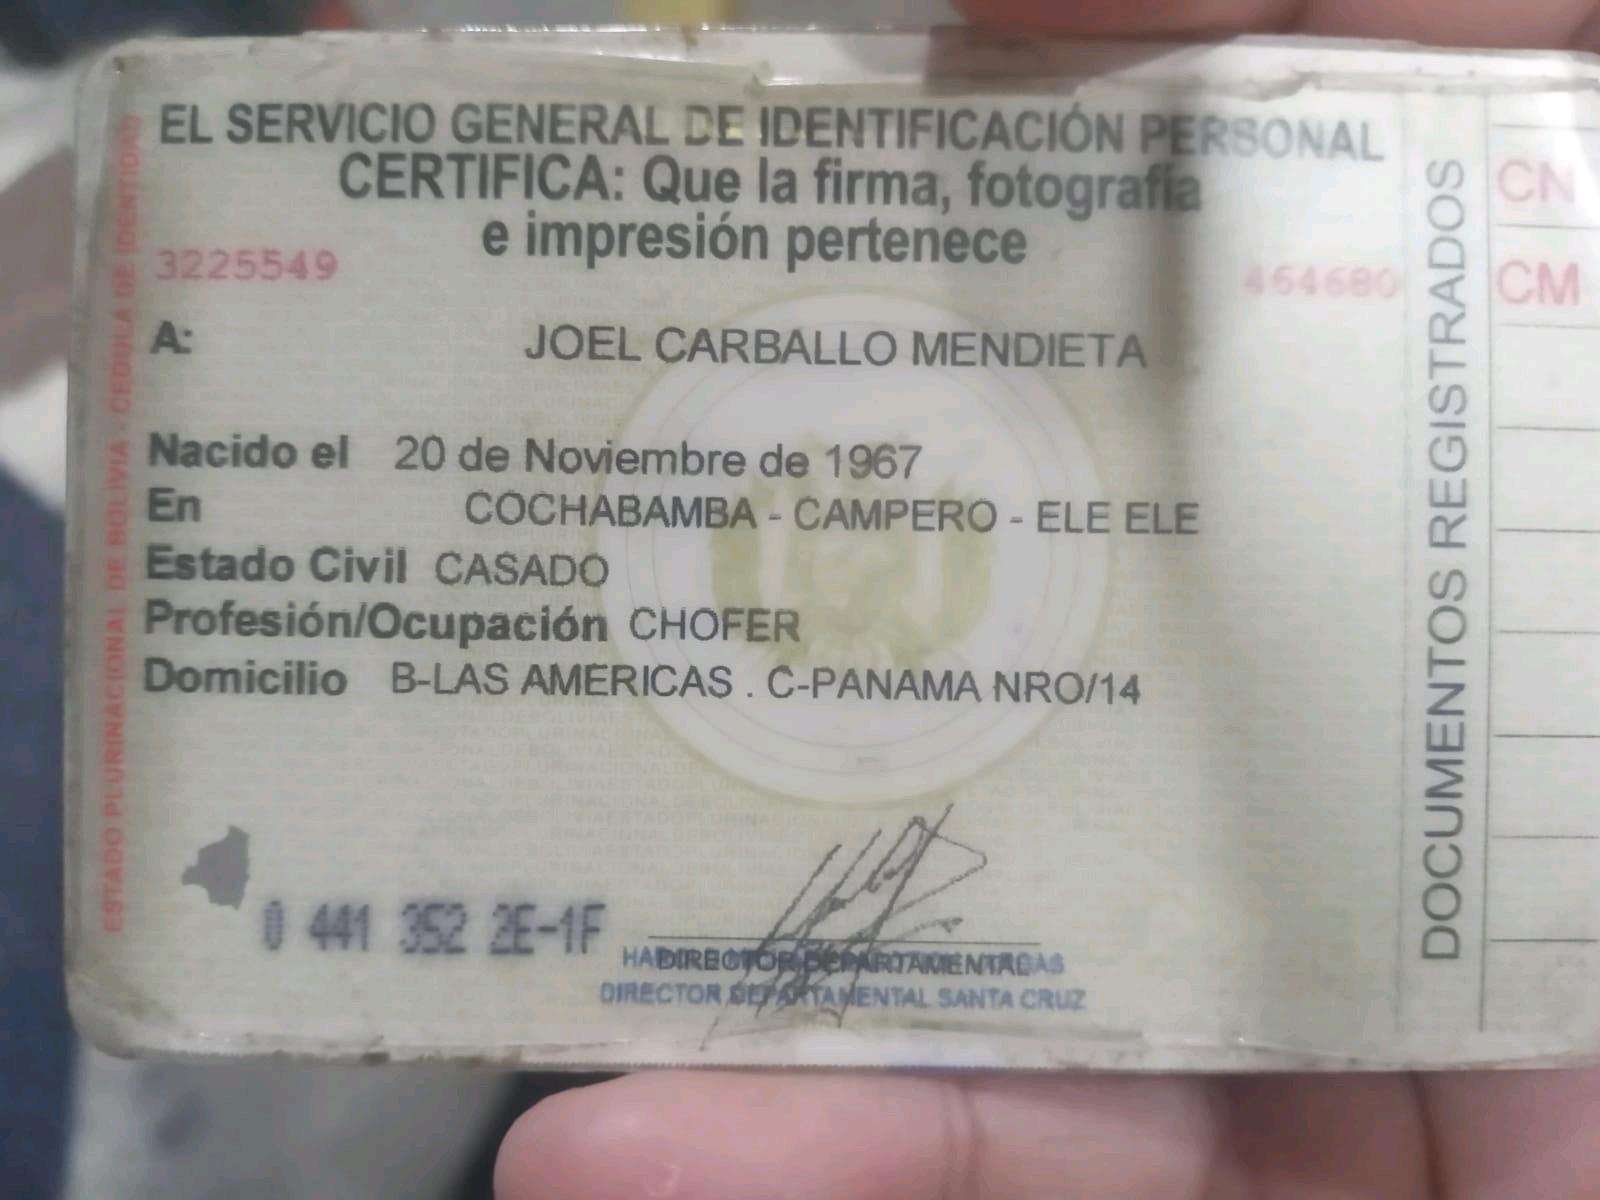 EL SERVICIO GENERAL DE IDENTIFICACIÓN PERSONAL
CERTIFICA: Que la firma, fotografía
e impresión pertenece
3225549
464680
A: JOEL CARBALLO MENDIETA
Nacido el 20 de Noviembre de 1967
En COCHABAMBA - CAMPERO - ELE ELE
Estado Civil CASADO
Profesión/Ocupación CHOFER
Domicilio B-LAS AMERICAS . C-PANAMA NRO/14
0 441 352 2E-1F
DIRECTOR DEPARTAMENTAL
DIRECTOR DEPARTAMENTAL SANTA CRUZ
ESTADO PLURINACIONAL DE BOLIVIA - CEDULA DE IDENTIDAD
DOCUMENTOS REGISTRADOS
CN
CM